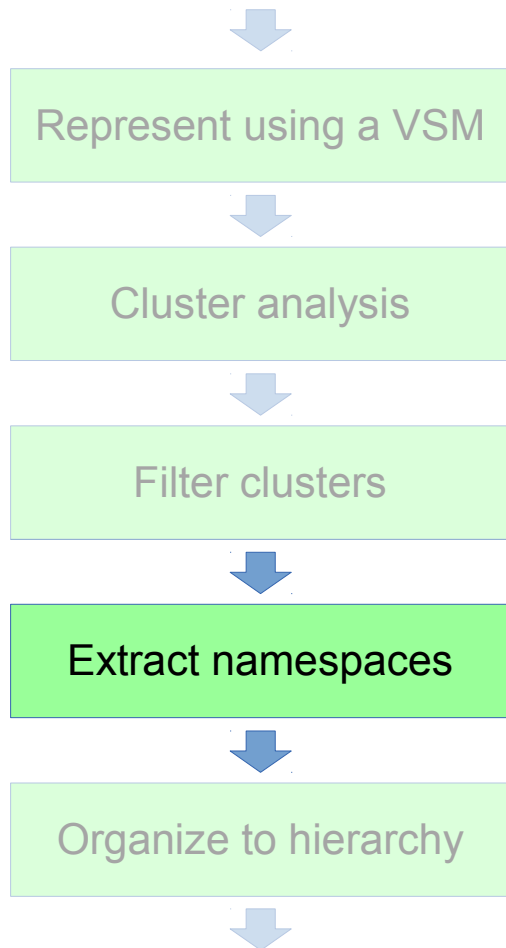 Represent using a VSM
Cluster analysis
Filter clusters
Extract namespaces
Organize to hierarchy